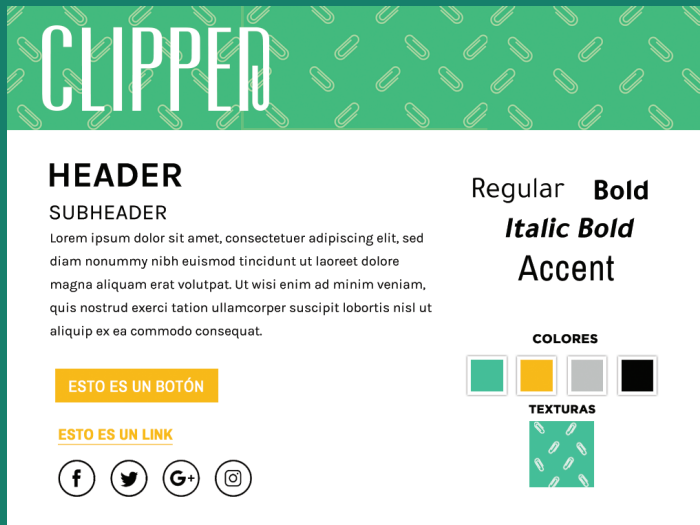 CLIPPER
HEADER
SUBHEADER
Lorem ipsum dolor sit amet, consectetuer adipiscing elit, sed
diam nonummy nibh euismod tincidunt ut laoreet dolore
magna aliquam erat volutpat. Ut wisi enim ad minim veniam,
quis nostrud exerci tation ullamcorper suscipit lobortis nisl ut
aliquip ex ea commodo consequat.
ESTO ES UN BOTÓN
ESTO ES UN LINK
f G+
Regular Bold
Italic Bold
Accent
COLORES
TEXTURAS